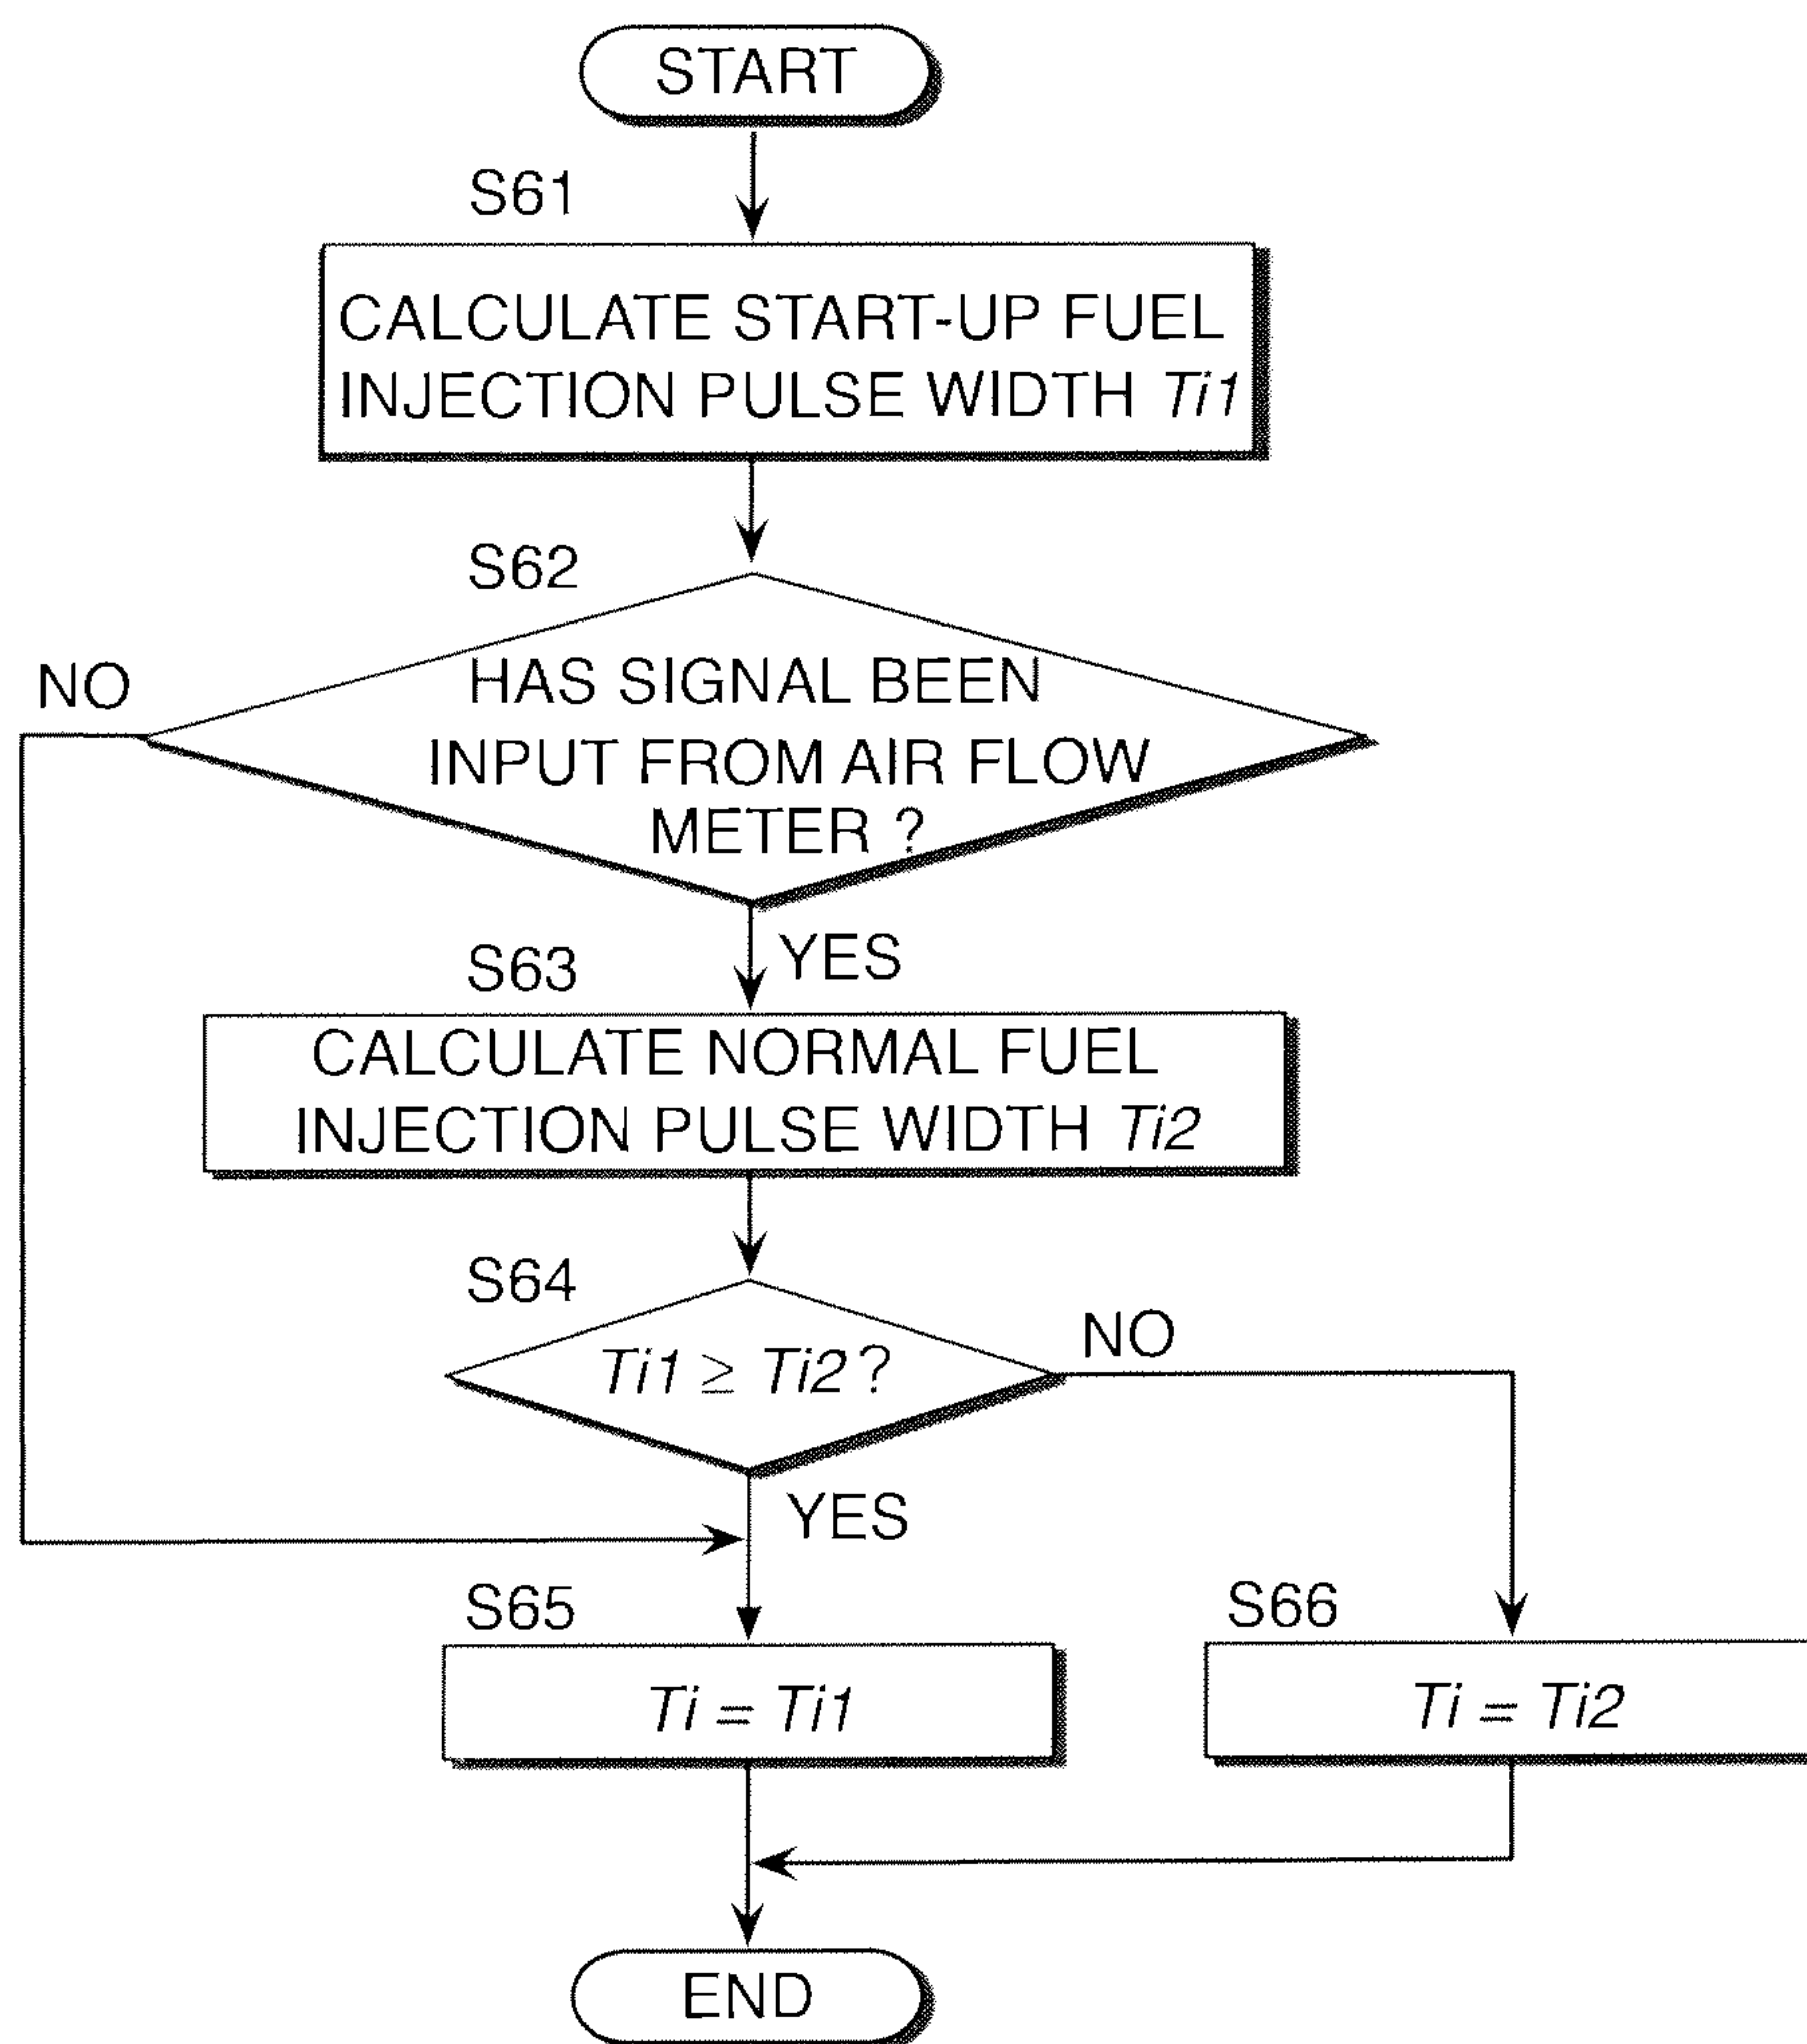 START
S61
CALCULATE START-UP FUEL
INJECTION PULSE WIDTH Ti1
S62
NO
HAS SIGNAL BEEN
INPUT FROM AIR FLOW
METER ?
YES
S63
CALCULATE NORMAL FUEL
INJECTION PULSE WIDTH Ti2
S64
NO
Ti1 ≥ Ti2 ?
YES
S65
S66
Ti = Ti1
Ti = Ti2
END